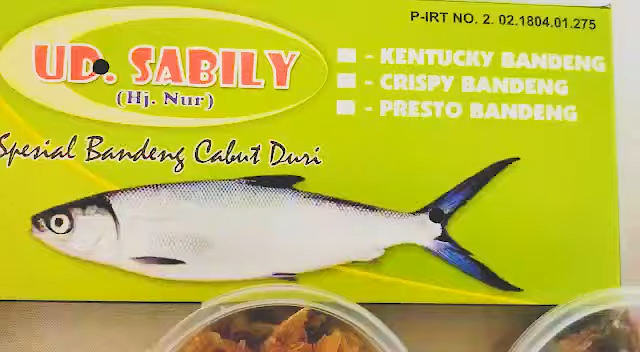 P-IRT NO. 2. 02.1804.01.275
UD. SABILY
(Hj. Nur)
- KENTUCKY BANDENG
- CRISPY BANDENG
- PRESTO BANDENG
Spesial Bandeng Cabut Duri